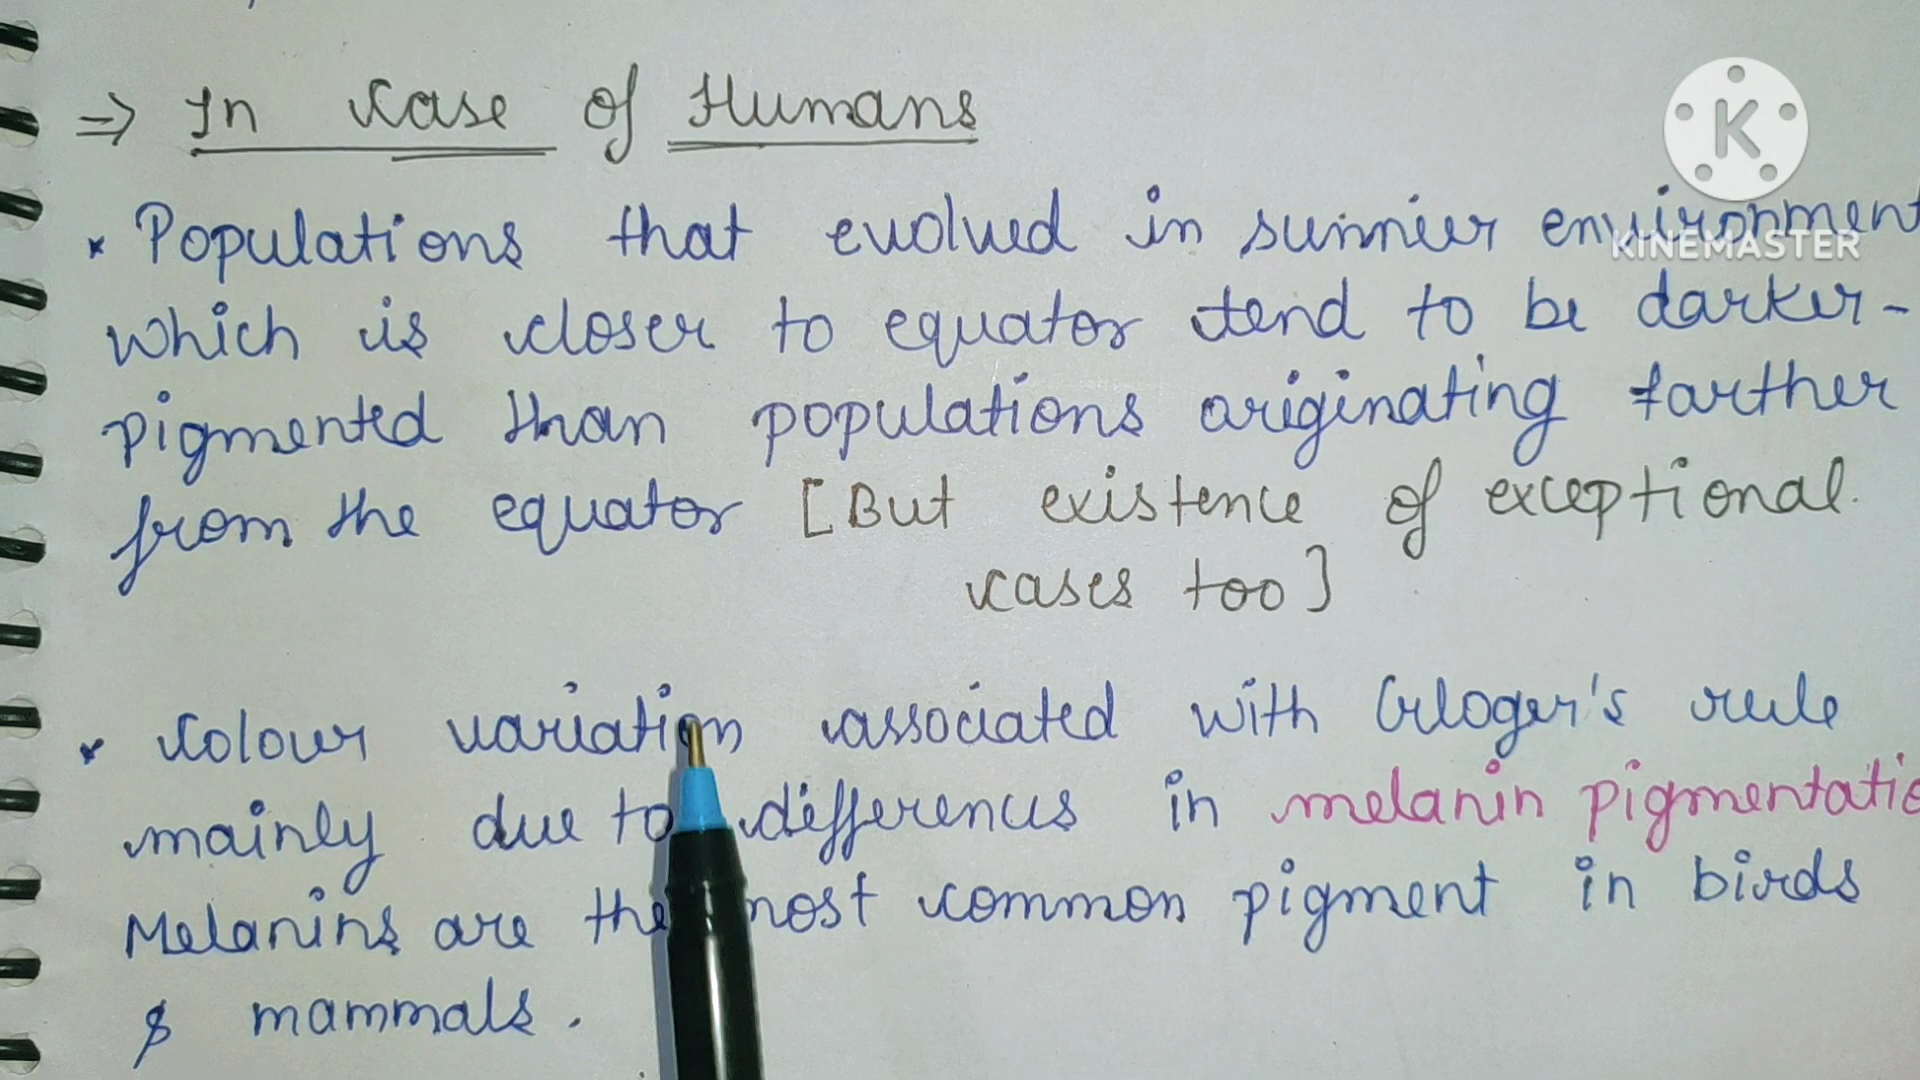 ⇒ In Case of Humans
K
KINEMASTER
* Populations that evolved in sunnier environment
which is closer to equator tend to be darker-
pigmented than populations originating farther
from the equator [But existence of exceptional
cases too]
* Colour variation associated with Gloger's rule
mainly due to differences in melanin pigmentatio
Melanins are the most common pigment in birds
& mammals.